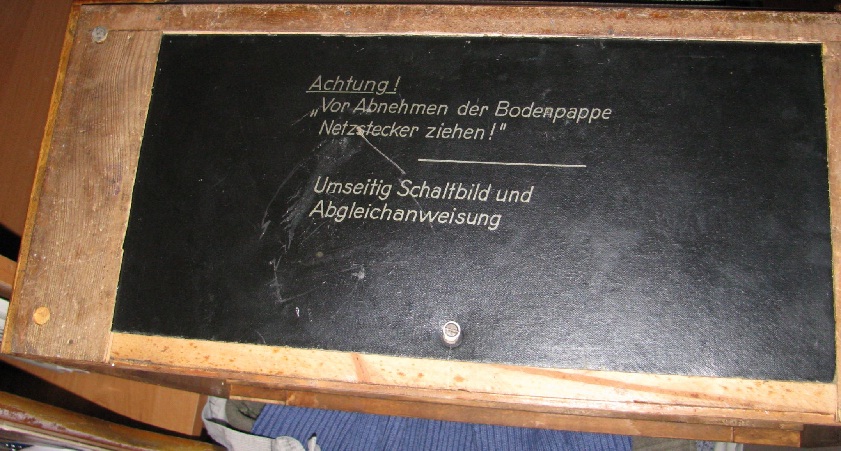 Achtung!
„Vor Abnehmen der Bodenpappe
Netzstecker ziehen!"
Umseitig Schaltbild und
Abgleichanweisung